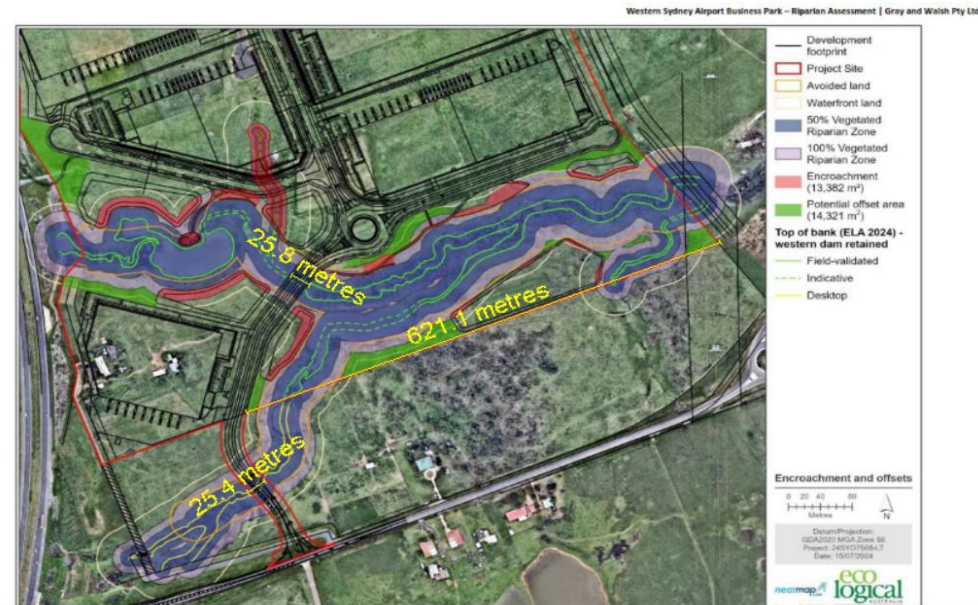 Western Sydney Airport Business Park – Riparian Assessment | Gray and Walsh Pty Ltd
Development
footprint
Project Site
Avoided land
Waterfront land
50% Vegetated
Riparian Zone
100% Vegetated
Riparian Zone
Encroachment
(13,382 m²)
Potential offset area
(14,321 m²)
Top of bank (ELA 2024) -
western dam retained
Field-validated
Indicative
Desktop
25.8 metres
621.1 metres
25.4 metres
Encroachment and offsets
0 20 40 80
Metres
N
Datum/Projection:
GDA2020 MGA Zone 56
Project: 24SYD7568-LT
Date: 15/07/2024
nearmap
eco
logical
AUSTRALIA